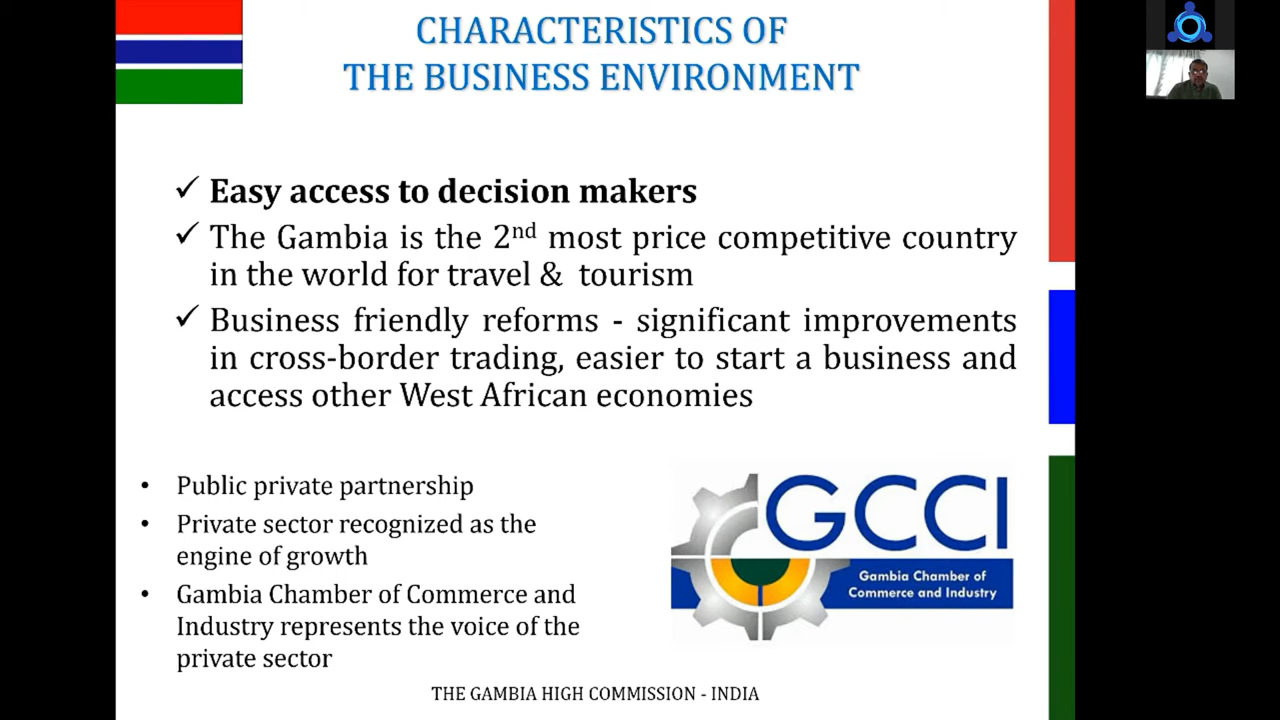 CHARACTERISTICS OF
THE BUSINESS ENVIRONMENT
✓ Easy access to decision makers
✓ The Gambia is the 2nd most price competitive country
in the world for travel & tourism
✓ Business friendly reforms - significant improvements
in cross-border trading, easier to start a business and
access other West African economies
• Public private partnership
• Private sector recognized as the
engine of growth
• Gambia Chamber of Commerce and
Industry represents the voice of the
private sector
GCCI
Gambia Chamber of
Commerce and Industry
THE GAMBIA HIGH COMMISSION - INDIA